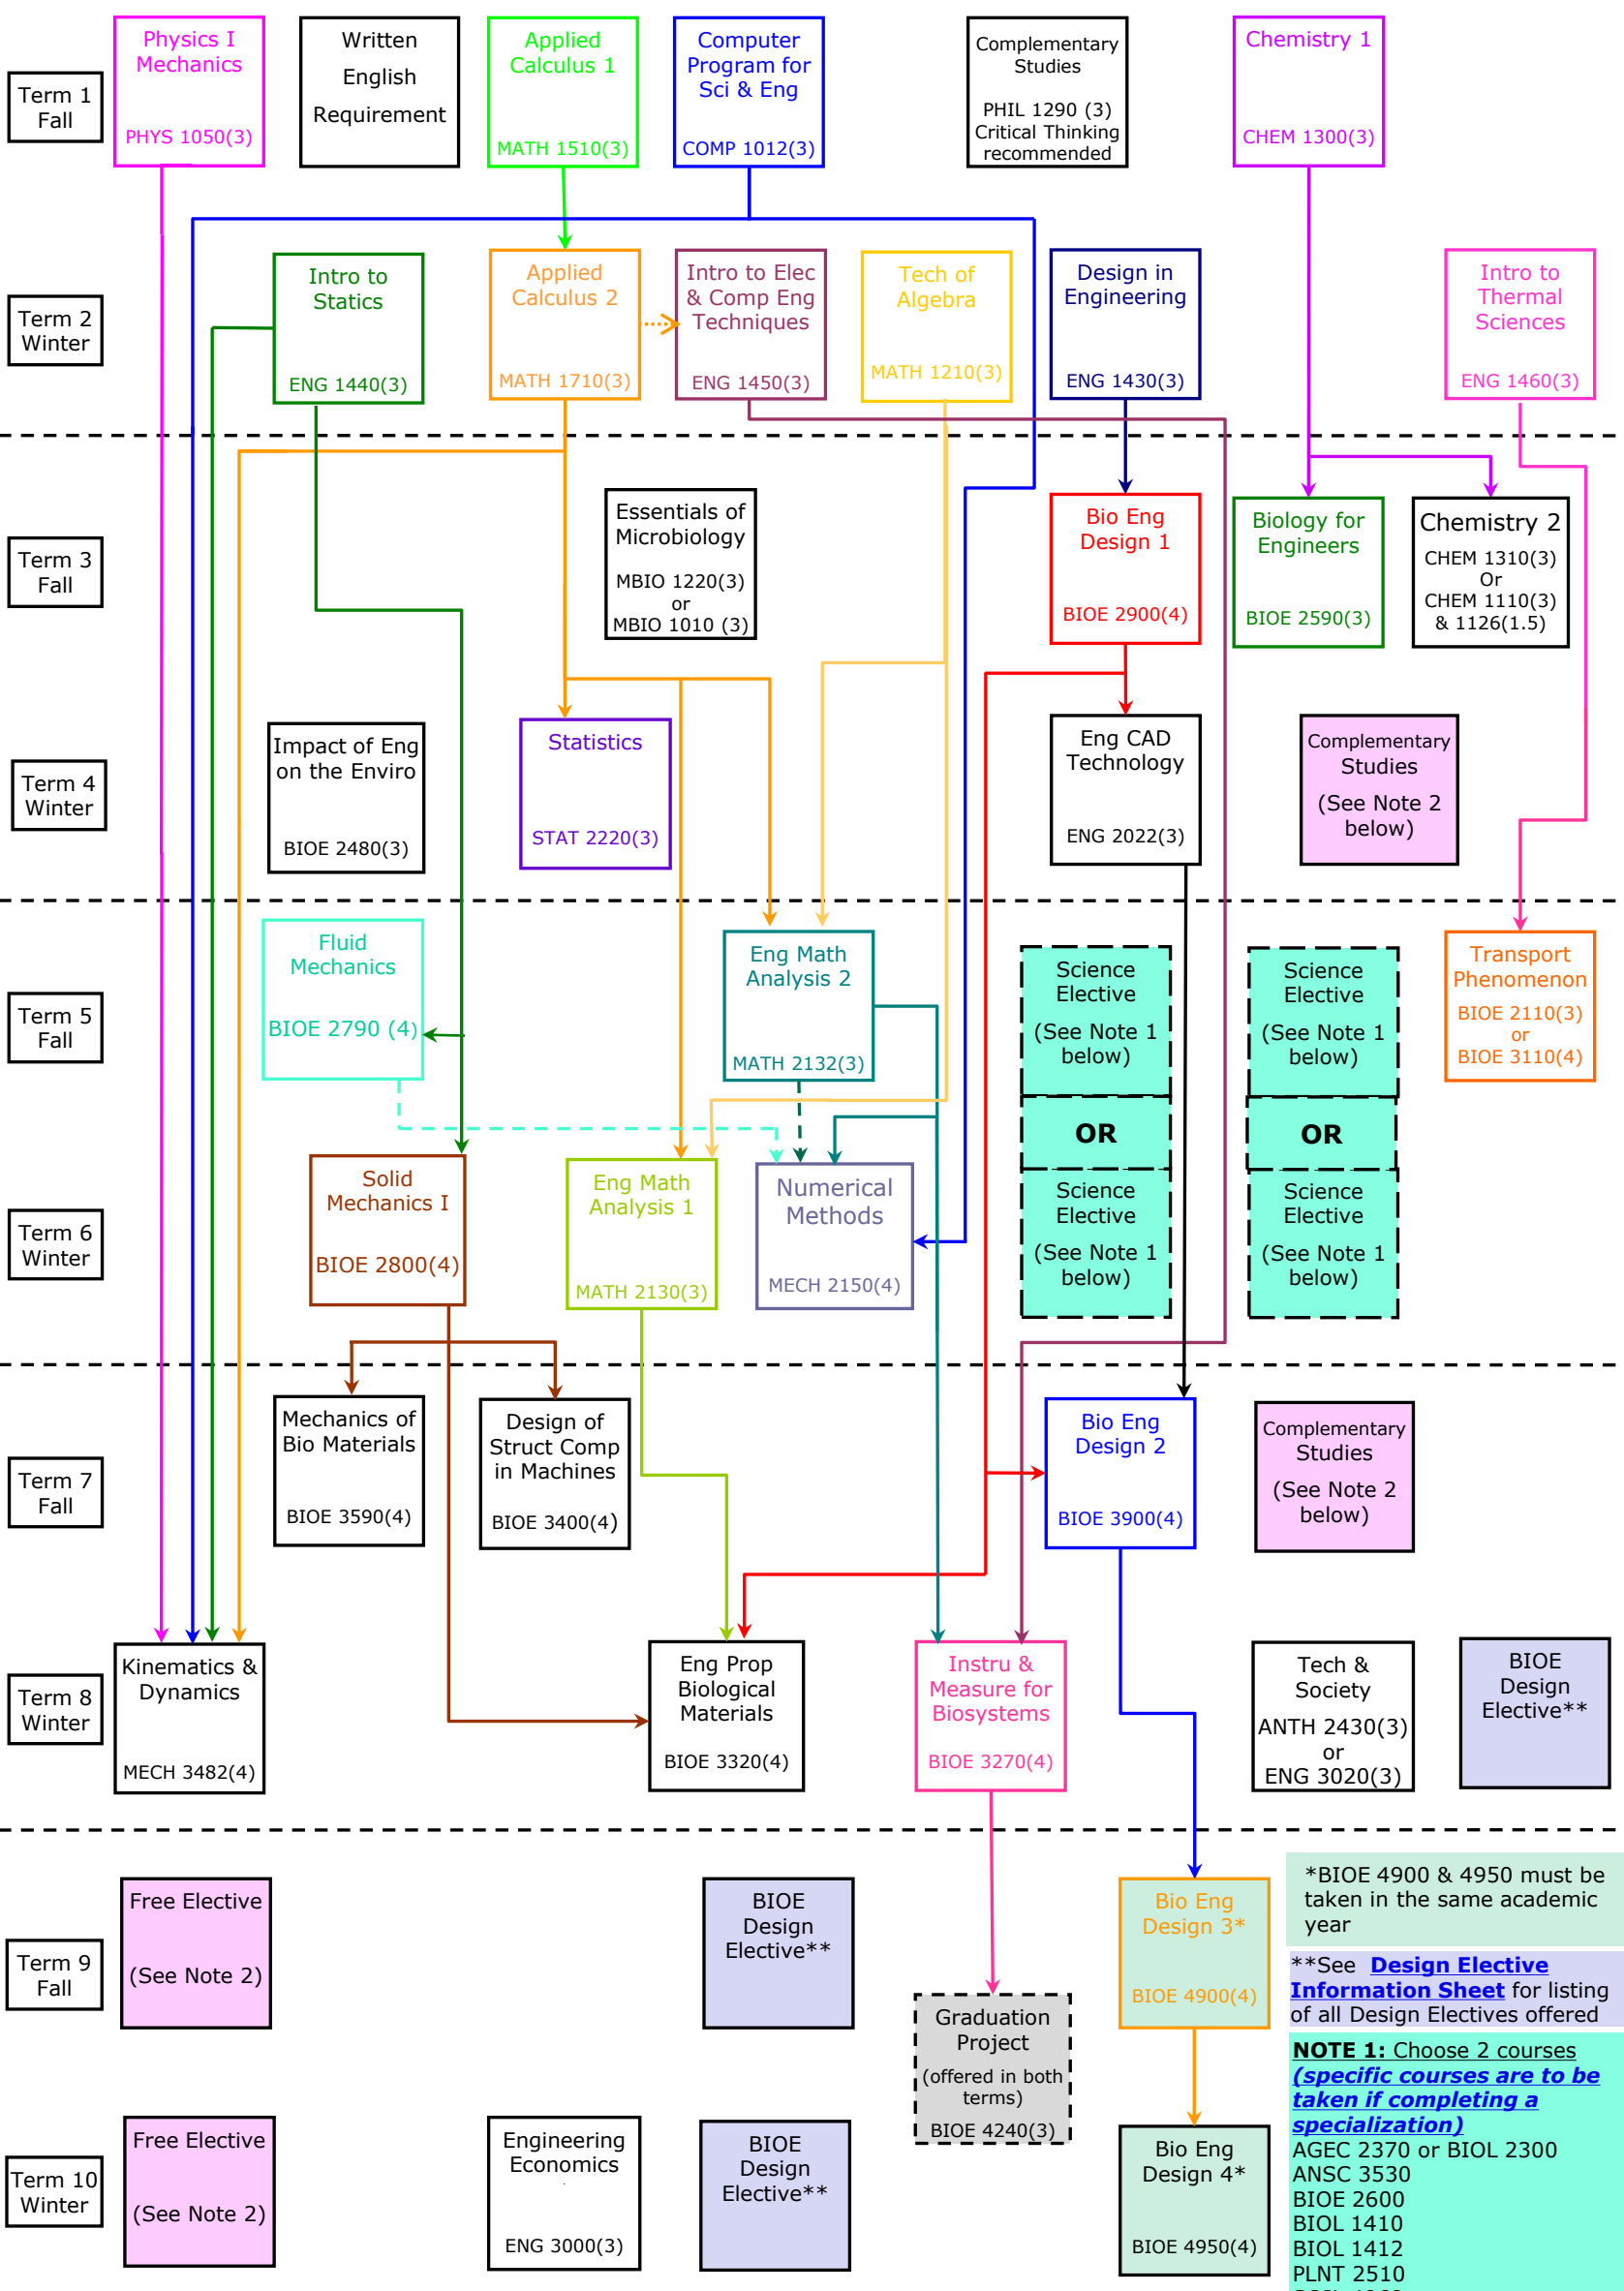 Term 1
Fall
Physics I
Mechanics
PHYS 1050(3)
Written
English
Requirement
Applied
Calculus 1
MATH 1510(3)
Computer
Program for
Sci & Eng
COMP 1012(3)
Complementary
Studies
PHIL 1290 (3)
Critical Thinking
recommended
Chemistry 1
CHEM 1300(3)
Term 2
Winter
Intro to
Statics
ENG 1440(3)
Applied
Calculus 2
MATH 1710(3)
Intro to Elec
& Comp Eng
Techniques
ENG 1450(3)
Tech of
Algebra
MATH 1210(3)
Design in
Engineering
ENG 1430(3)
Intro to
Thermal
Sciences
ENG 1460(3)
Term 3
Fall
Essentials of
Microbiology
MBIO 1220(3)
or
MBIO 1010 (3)
Bio Eng
Design 1
BIOE 2900(4)
Biology for
Engineers
BIOE 2590(3)
Chemistry 2
CHEM 1310(3)
Or
CHEM 1110(3)
& 1126(1.5)
Term 4
Winter
Impact of Eng
on the Enviro
BIOE 2480(3)
Statistics
STAT 2220(3)
Eng CAD
Technology
ENG 2022(3)
Complementary
Studies
(See Note 2
below)
Term 5
Fall
Fluid
Mechanics
BIOE 2790 (4)
Eng Math
Analysis 2
MATH 2132(3)
Science
Elective
(See Note 1
below)
Science
Elective
(See Note 1
below)
Transport
Phenomenon
BIOE 2110(3)
or
BIOE 3110(4)
OR
OR
Term 6
Winter
Solid
Mechanics I
BIOE 2800(4)
Eng Math
Analysis 1
MATH 2130(3)
Numerical
Methods
MECH 2150(4)
Science
Elective
(See Note 1
below)
Science
Elective
(See Note 1
below)
Term 7
Fall
Mechanics of
Bio Materials
BIOE 3590(4)
Design of
Struct Comp
in Machines
BIOE 3400(4)
Bio Eng
Design 2
BIOE 3900(4)
Complementary
Studies
(See Note 2
below)
Term 8
Winter
Kinematics &
Dynamics
MECH 3482(4)
Eng Prop
Biological
Materials
BIOE 3320(4)
Instru &
Measure for
Biosystems
BIOE 3270(4)
Tech &
Society
ANTH 2430(3)
or
ENG 3020(3)
BIOE
Design
Elective**
Term 9
Fall
Free Elective
(See Note 2)
BIOE
Design
Elective**
Graduation
Project
(offered in both
terms)
BIOE 4240(3)
Bio Eng
Design 3*
BIOE 4900(4)
*BIOE 4900 & 4950 must be
taken in the same academic
year
**See Design Elective
Information Sheet for listing
of all Design Electives offered
Term 10
Winter
Free Elective
(See Note 2)
Engineering
Economics
ENG 3000(3)
BIOE
Design
Elective**
Bio Eng
Design 4*
BIOE 4950(4)
NOTE 1: Choose 2 courses
(specific courses are to be
taken if completing a
specialization)
AGEC 2370 or BIOL 2300
ANSC 3530
BIOE 2600
BIOL 1410
BIOL 1412
PLNT 2510